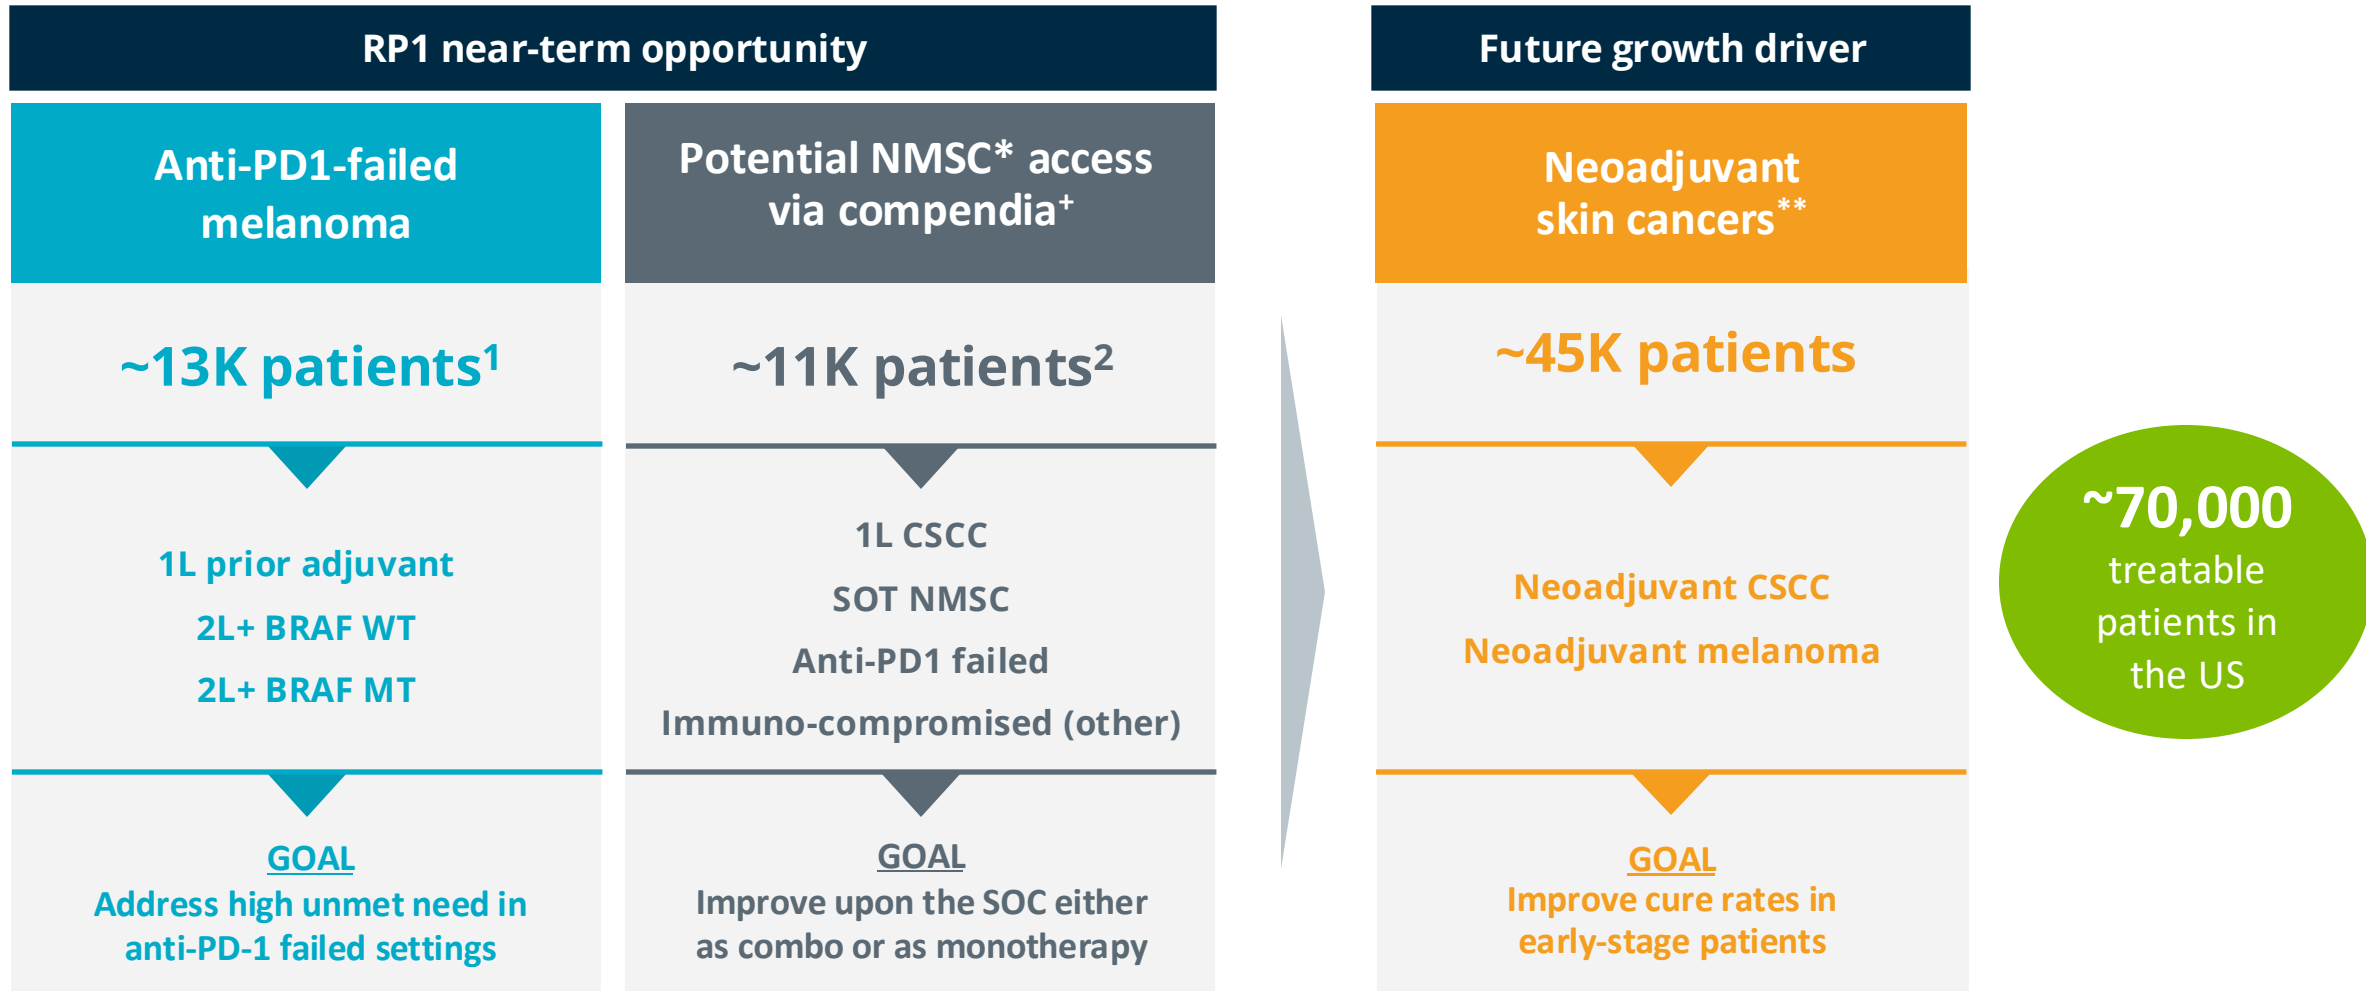 RP1 near-term opportunity
Future growth driver
Anti-PD1-failed
melanoma
~13K patients¹
1L prior adjuvant
2L+ BRAF WT
2L+ BRAF MT
GOAL
Address high unmet need in
anti-PD-1 failed settings
Potential NMSC* access
via compendia⁺
~11K patients²
1L CSCC
SOT NMSC
Anti-PD1 failed
Immuno-compromised (other)
GOAL
Improve upon the SOC either
as combo or as monotherapy
Neoadjuvant
skin cancers**
~45K patients
Neoadjuvant CSCC
Neoadjuvant melanoma
GOAL
Improve cure rates in
early-stage patients
~70,000
treatable
patients in
the US